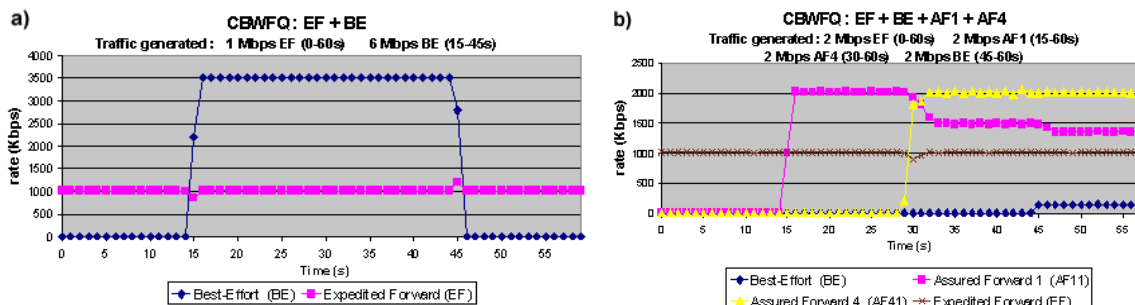 a)
CBWFQ: EF + BE
Traffic generated: 1 Mbps EF (0-60s) 6 Mbps BE (15-45s)
4000
3500
3000
2500
2000
1500
1000
500
0
rate (Kbps)
0 5 10 15 20 25 30 35 40 45 50 55
Time (s)
Best-Effort (BE) Expedited Forward (EF)
b)
CBWFQ: EF + BE + AF1 + AF4
Traffic generated: 2 Mbps EF (0-60s) 2 Mbps AF1 (15-60s)
2 Mbps AF4 (30-60s) 2 Mbps BE (45-60s)
2500
2000
1500
1000
500
0
rate (Kbps)
0 5 10 15 20 25 30 35 40 45 50 55
Time (s)
Best-Effort (BE) Assured Forward 1 (AF11)
Assured Forward 4 (AF41) Expedited Forward (EF)